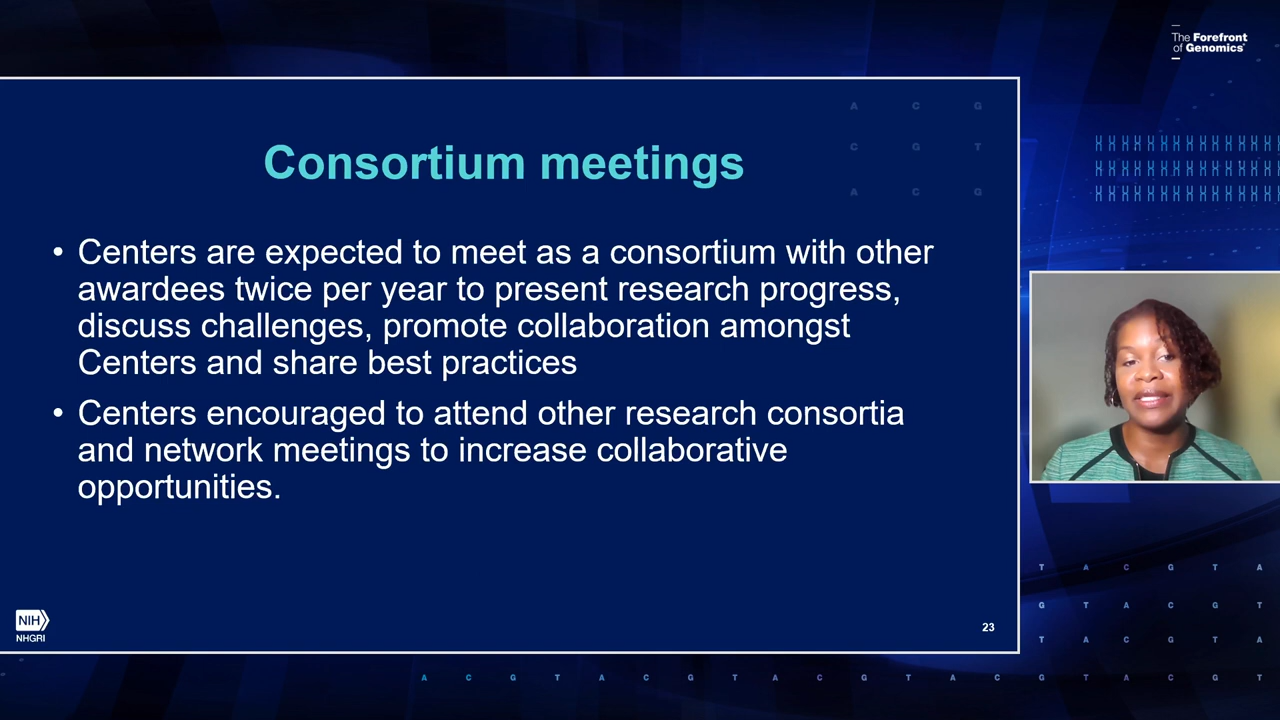 The Forefront
of Genomics®
A C G
C G T
A C G
Consortium meetings
• Centers are expected to meet as a consortium with other
awardees twice per year to present research progress,
discuss challenges, promote collaboration amongst
Centers and share best practices
• Centers encouraged to attend other research consortia
and network meetings to increase collaborative
opportunities.
NIH
NHGRI
23
T A C G T A
G T A C G T
T A C G T A
A C G T A C G T A C G T A C G T A C G T